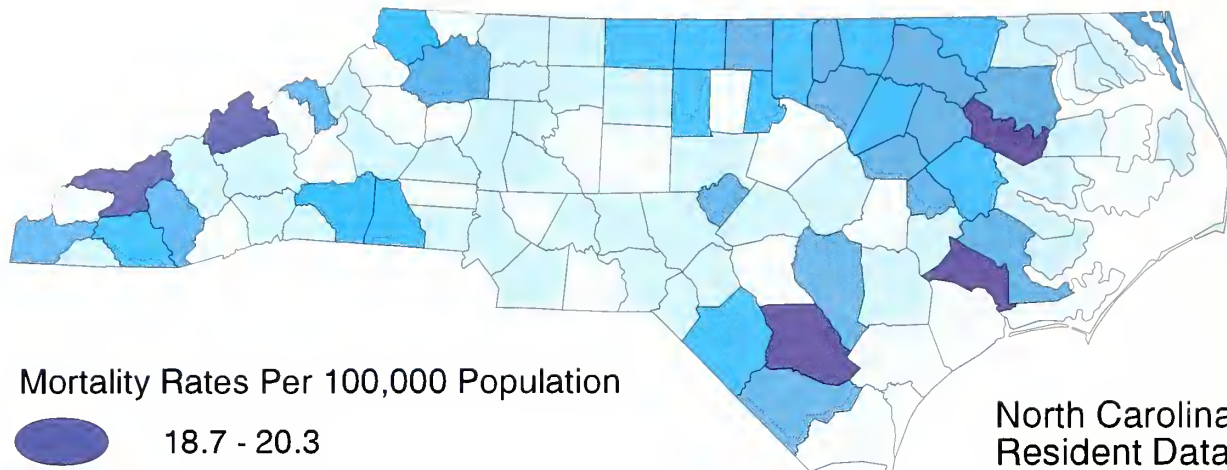 Mortality Rates Per 100,000 Population
18.7 - 20.3
North Carolina
Resident Data